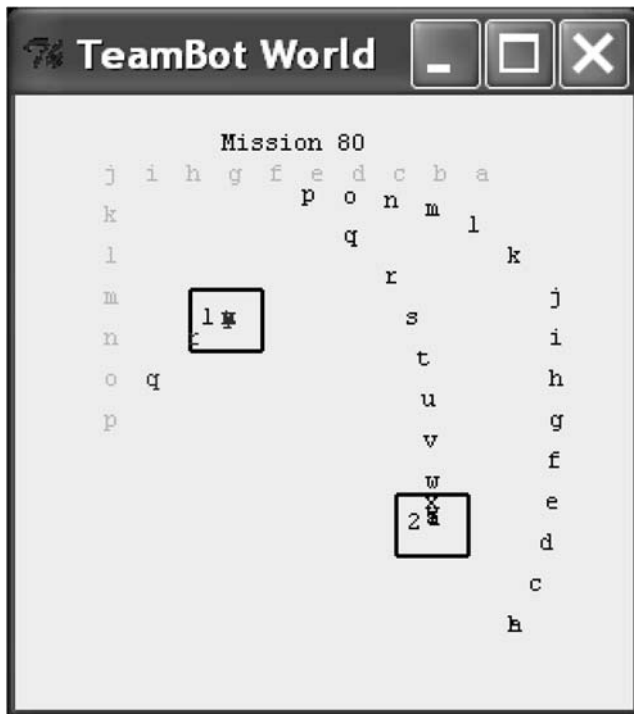 TeamBot World
Mission 80
j i h g f e d c b a
p o n m
k l
q
l k
r
m j
1 s
n r i
t
o q h
u
p g
v
f
w
x e
2
d
c